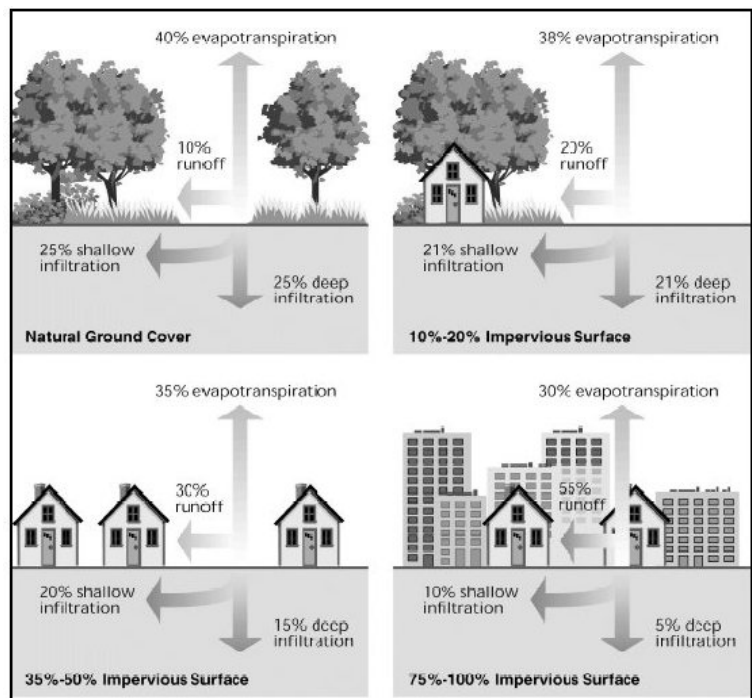 40% evapotranspiration
10%
runoff
25% shallow
infiltration
25% deep
infiltration
Natural Ground Cover
38% evapotranspiration
20%
runoff
21% shallow
infiltration
21% deep
infiltration
10%-20% Impervious Surface
35% evapotranspiration
30%
runoff
20% shallow
infiltration
15% deep
infiltration
35%-50% Impervious Surface
30% evapotranspiration
55%
runoff
10% shallow
infiltration
5% deep
infiltration
75%-100% Impervious Surface